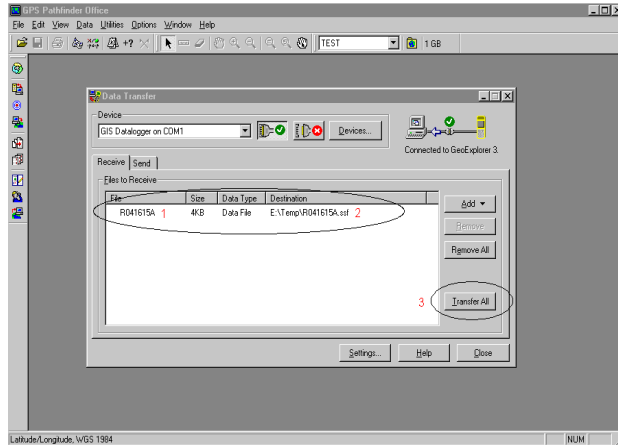 GPS Pathfinder Office
File Edit View Data Utilities Options Window Help
TEST 1 GB
Data Transfer
Device
GIS Datalogger on COM1 Devices...
Connected to GeoExplorer 3.
Receive Send
Files to Receive
File Size Data Type Destination
R041615A 1 4KB Data File E:\Temp\R041615A.ssf 2
Add
Remove
Remove All
3 Transfer All
Settings... Help Close
Latitude/Longitude, WGS 1984 NUM